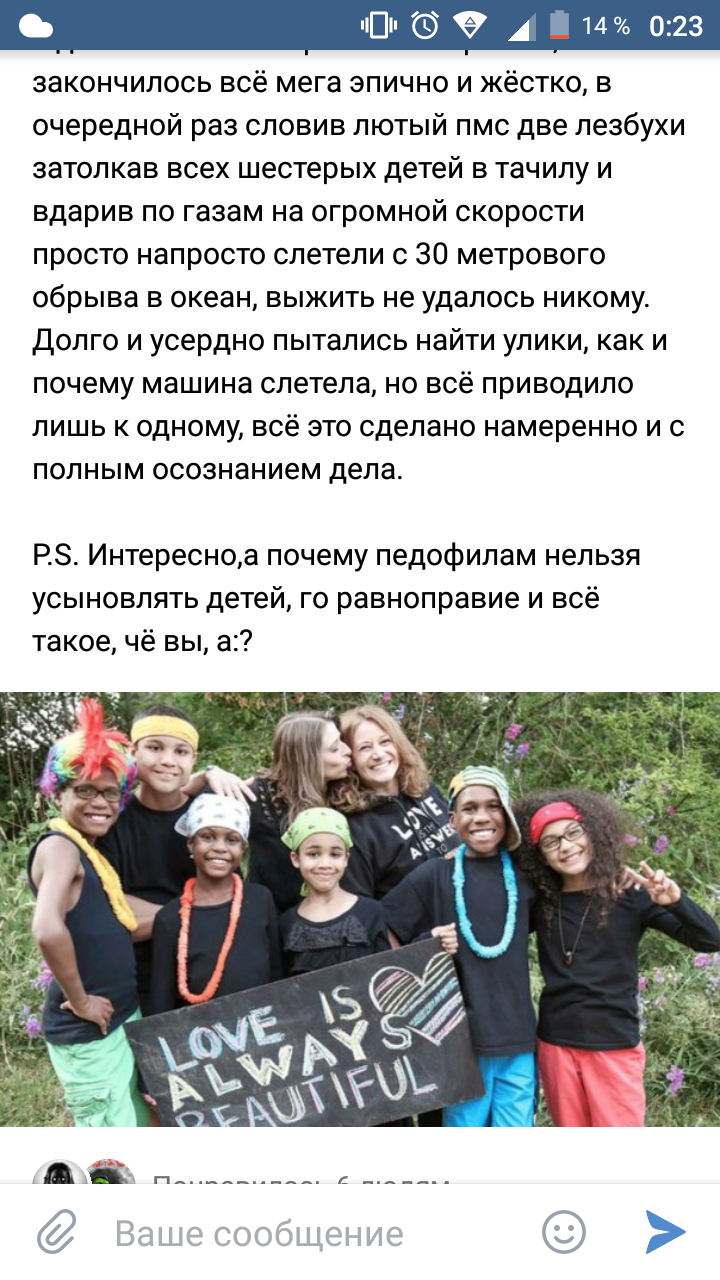 14 % 0:23
закончилось всё мега эпично и жёстко, в
очередной раз словив лютый пмс две лезбухи
затолкав всех шестерых детей в тачилу и
вдарив по газам на огромной скорости
просто напросто слетели с 30 метрового
обрыва в океан, выжить не удалось никому.
Долго и усердно пытались найти улики, как и
почему машина слетела, но всё приводило
лишь к одному, всё это сделано намеренно и с
полным осознанием дела.
P.S. Интересно,а почему педофилам нельзя
усыновлять детей, го равноправие и всё
такое, чё вы, а:?
LOVE
IS THE
ANSWER
TO
LOVE IS
ALWAYS
BEAUTIFUL
Понравилось 6 людям
Ваше сообщение